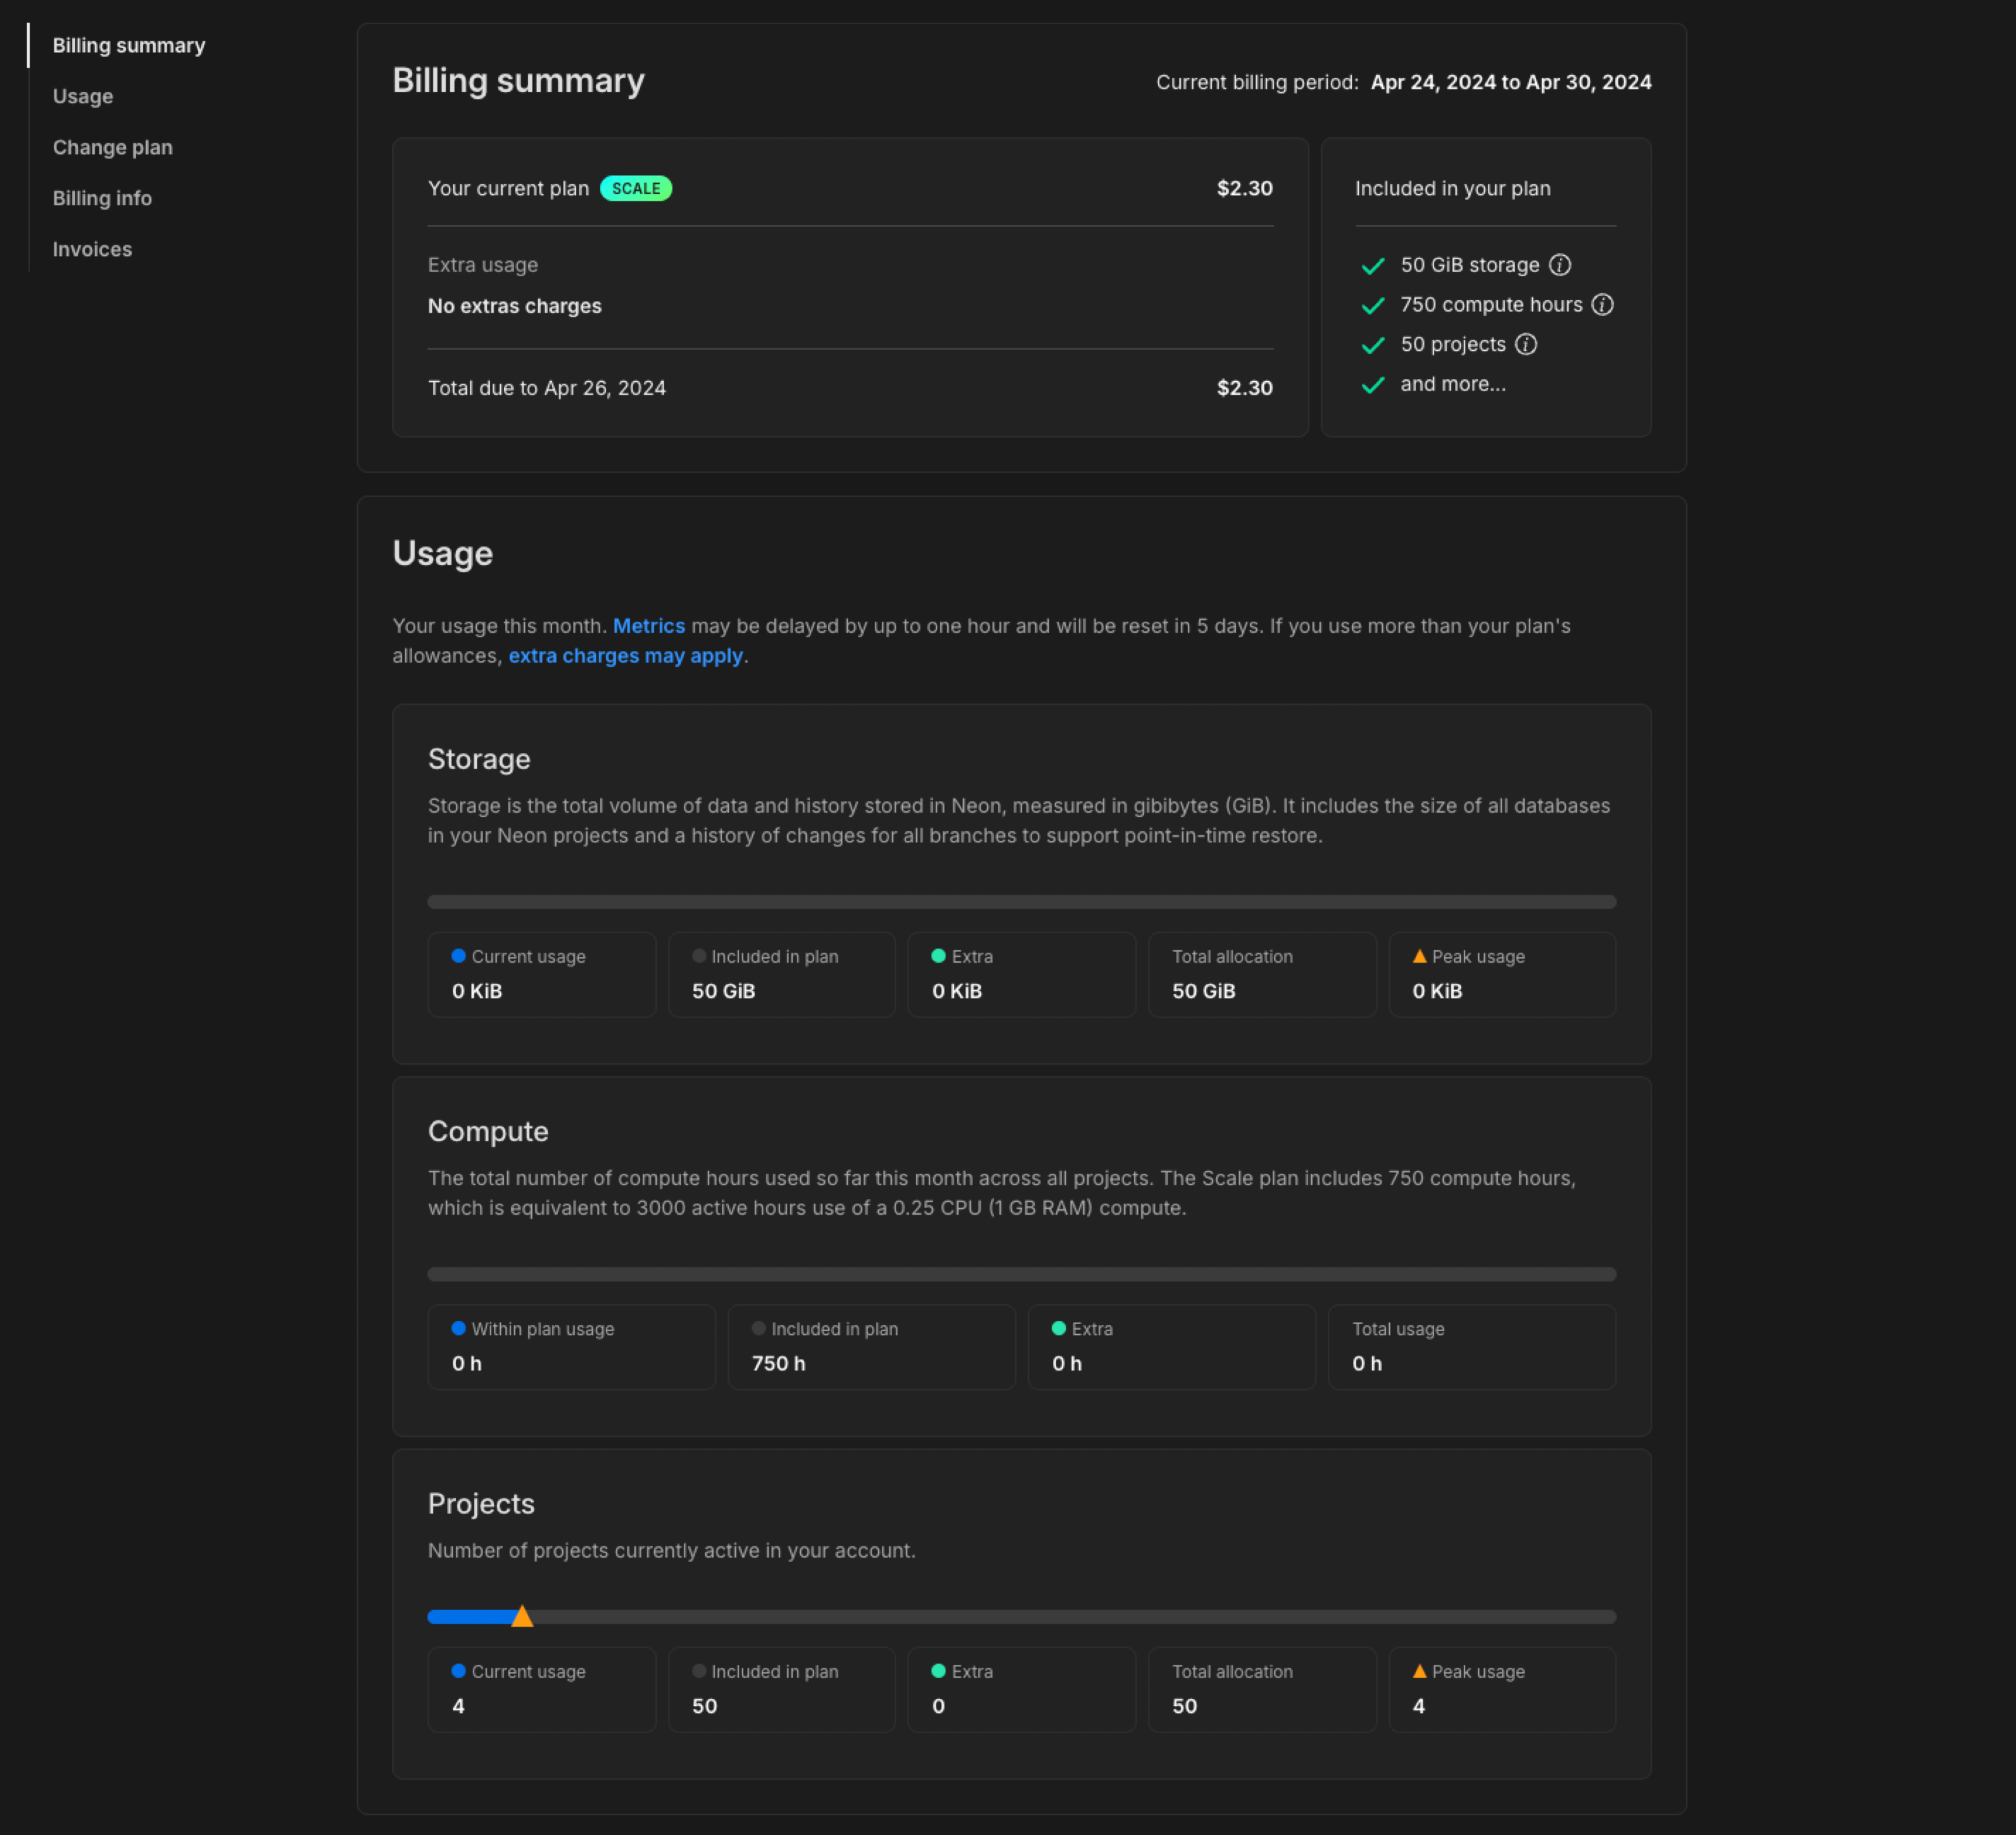 Billing summary
Usage
Change plan
Billing info
Invoices
Billing summary
Current billing period: Apr 24, 2024 to Apr 30, 2024
Your current plan SCALE $2.30
Extra usage
No extras charges
Total due to Apr 26, 2024 $2.30
Included in your plan
50 GiB storage
750 compute hours
50 projects
and more...
Usage
Your usage this month. Metrics may be delayed by up to one hour and will be reset in 5 days. If you use more than your plan's
allowances, extra charges may apply.
Storage
Storage is the total volume of data and history stored in Neon, measured in gibibytes (GiB). It includes the size of all databases
in your Neon projects and a history of changes for all branches to support point-in-time restore.
Current usage
0 KiB
Included in plan
50 GiB
Extra
0 KiB
Total allocation
50 GiB
Peak usage
0 KiB
Compute
The total number of compute hours used so far this month across all projects. The Scale plan includes 750 compute hours,
which is equivalent to 3000 active hours use of a 0.25 CPU (1 GB RAM) compute.
Within plan usage
0 h
Included in plan
750 h
Extra
0 h
Total usage
0 h
Projects
Number of projects currently active in your account.
Current usage
4
Included in plan
50
Extra
0
Total allocation
50
Peak usage
4